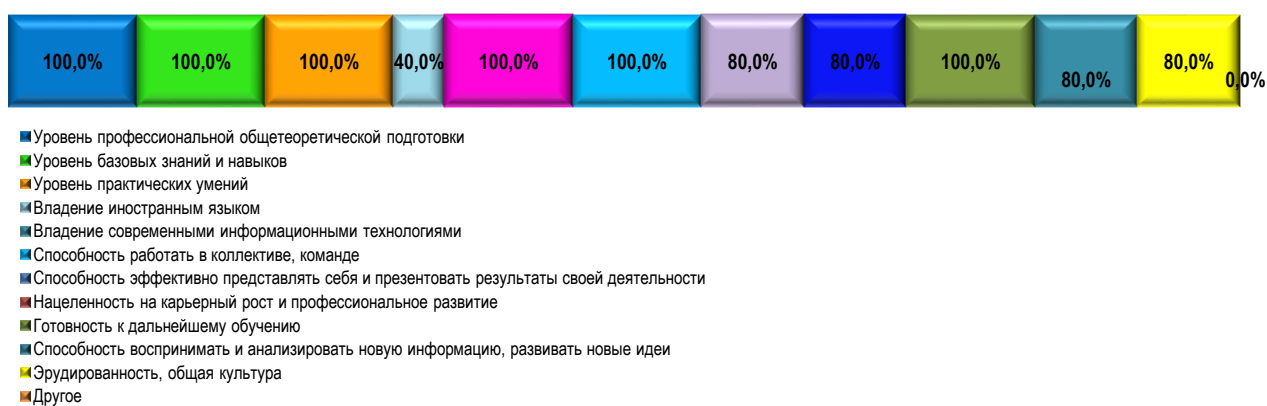 100,0% 100,0% 100,0% 40,0% 100,0% 100,0% 80,0% 80,0% 100,0% 80,0% 80,0% 0,0%
Уровень профессиональной общетеоретической подготовки
Уровень базовых знаний и навыков
Уровень практических умений
Владение иностранным языком
Владение современными информационными технологиями
Способность работать в коллективе, команде
Способность эффективно представлять себя и презентовать результаты своей деятельности
Нацеленность на карьерный рост и профессиональное развитие
Готовность к дальнейшему обучению
Способность воспринимать и анализировать новую информацию, развивать новые идеи
Эрудированность, общая культура
Другое